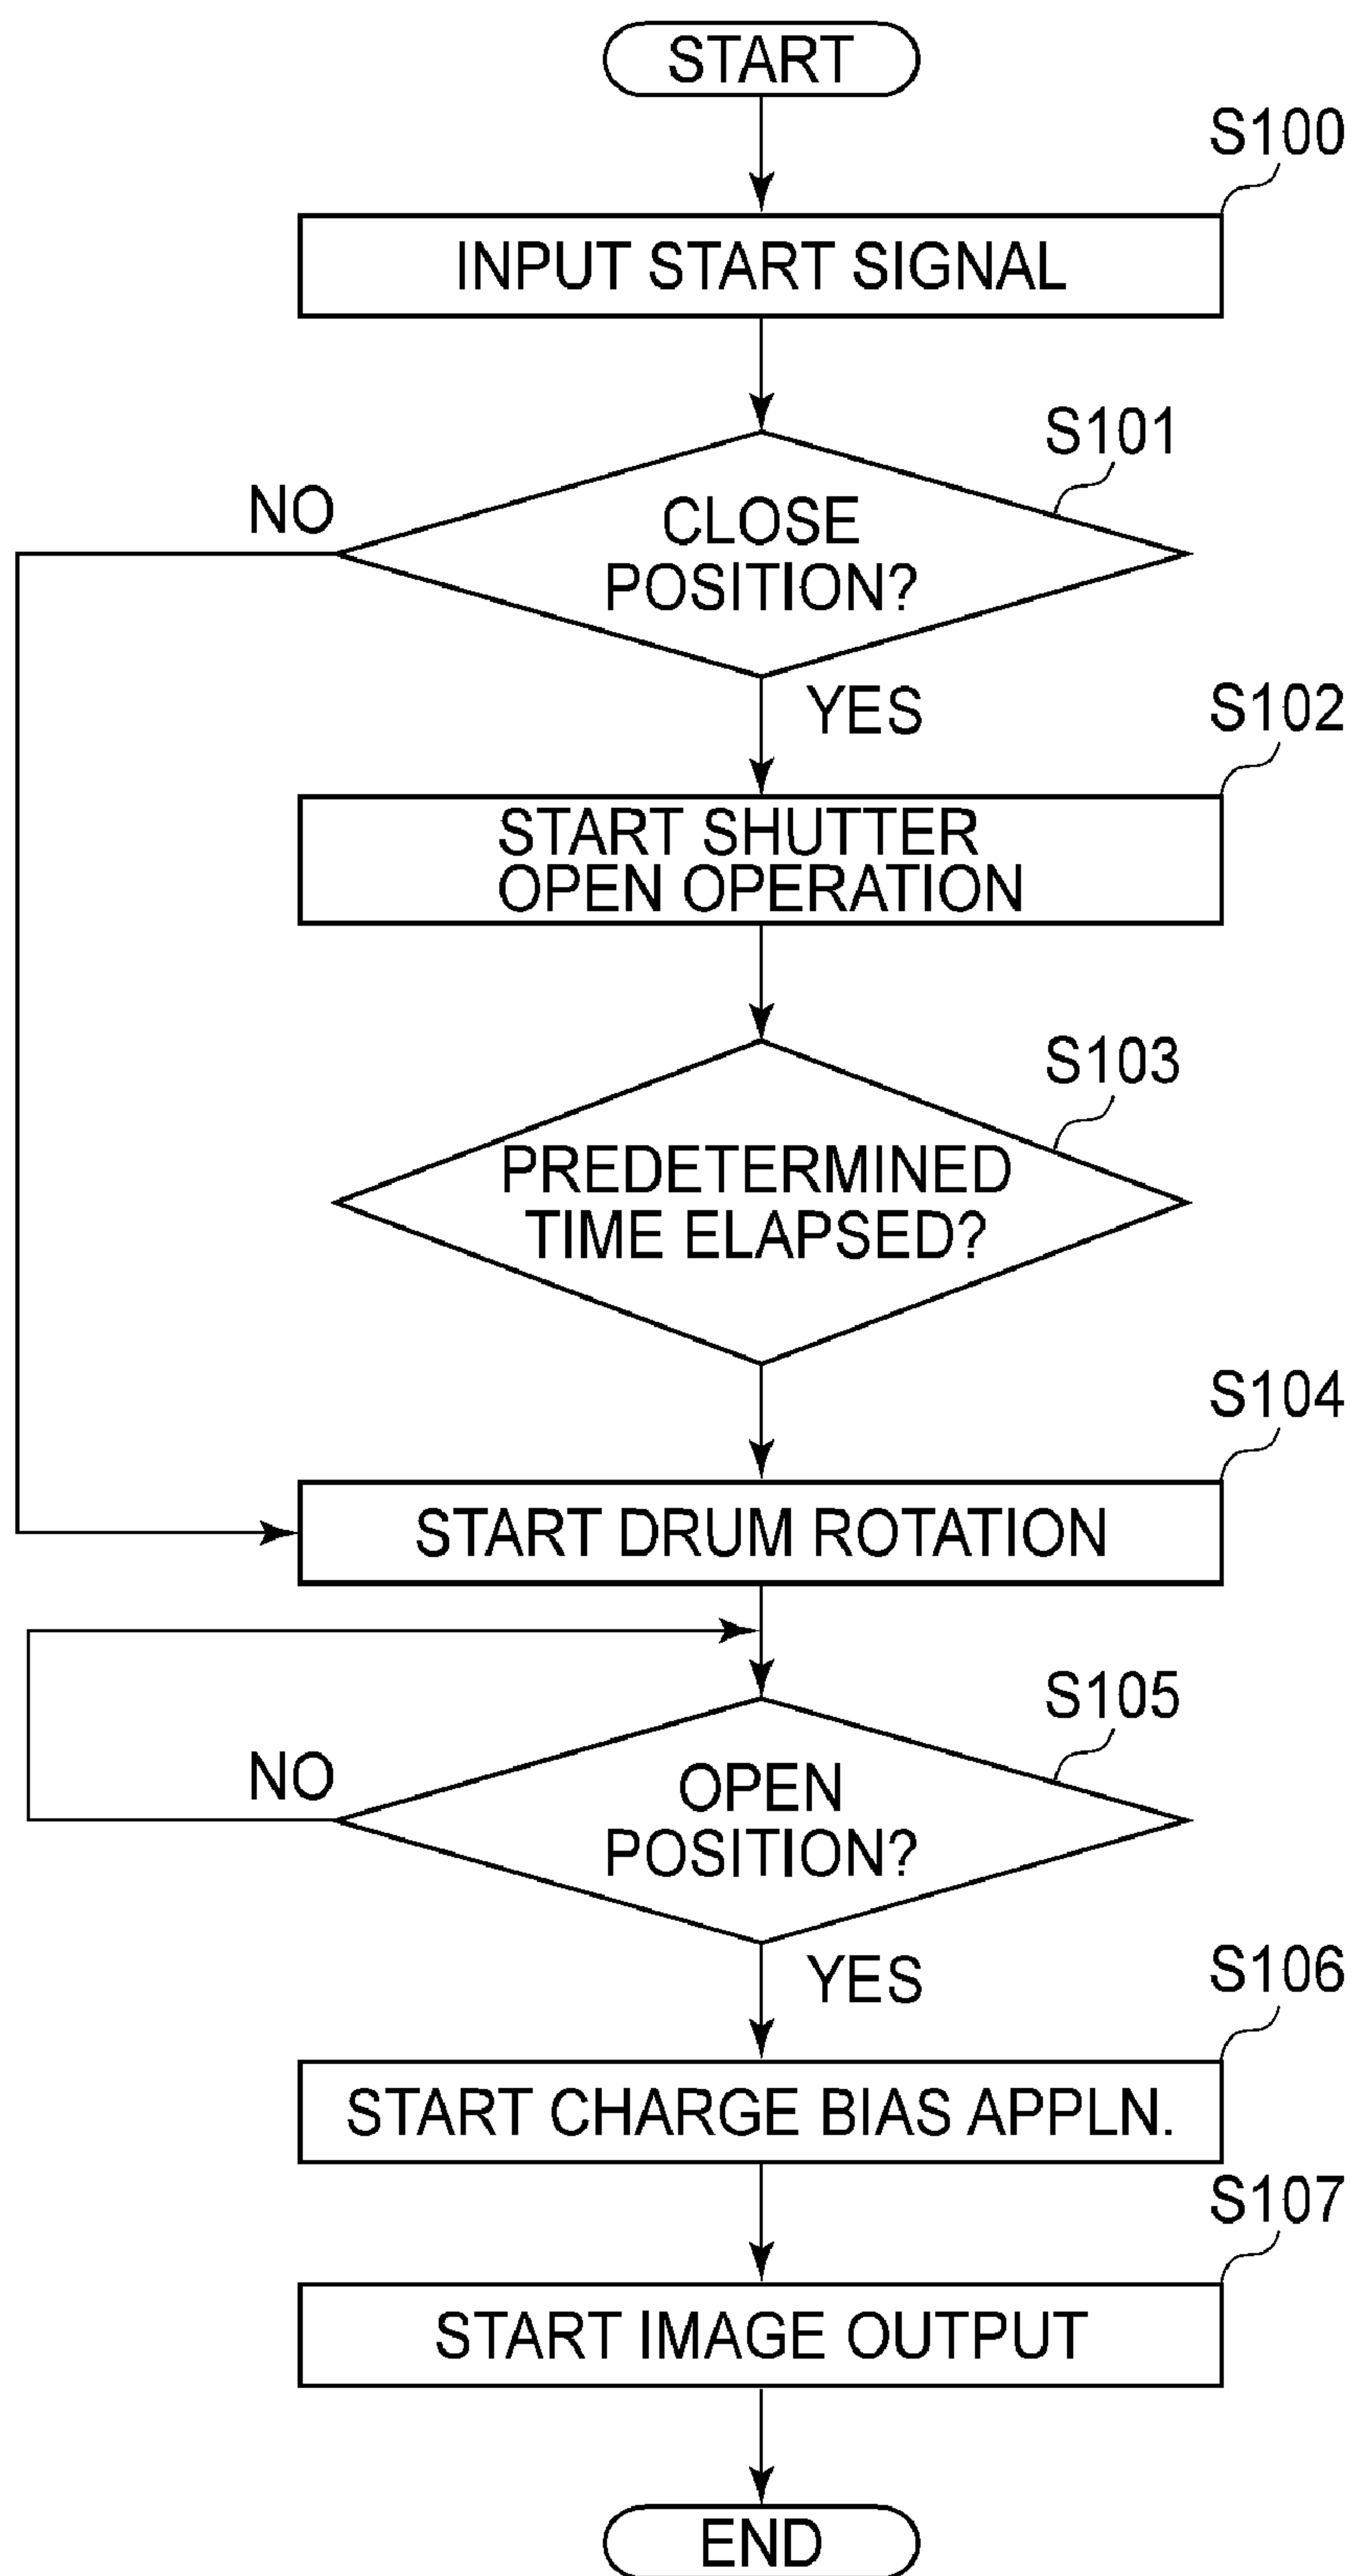 START
S100
INPUT START SIGNAL
S101
NO
CLOSE
POSITION?
YES
S102
START SHUTTER
OPEN OPERATION
S103
PREDETERMINED
TIME ELAPSED?
S104
START DRUM ROTATION
S105
NO
OPEN
POSITION?
YES
S106
START CHARGE BIAS APPLN.
S107
START IMAGE OUTPUT
END